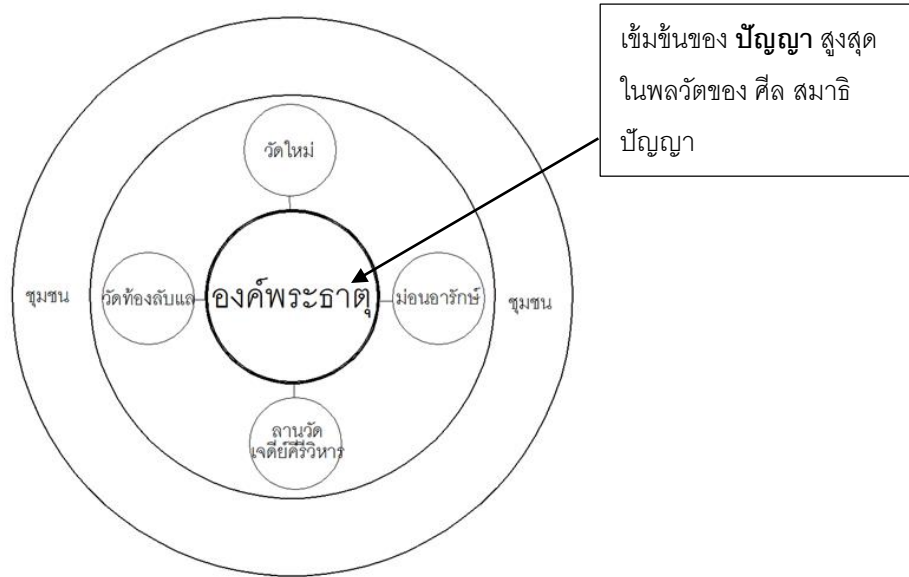 เข้มข้นของ ปัญญา สูงสุด
ในพลวัตของ ศีล สมาธิ
ปัญญา
วัดใหม่
ชุมชน
วัดท้องลับแล
องค์พระธาตุ
ม่อนอารักษ์
ชุมชน
ลานวัด
เจดีย์คีรีวิหาร